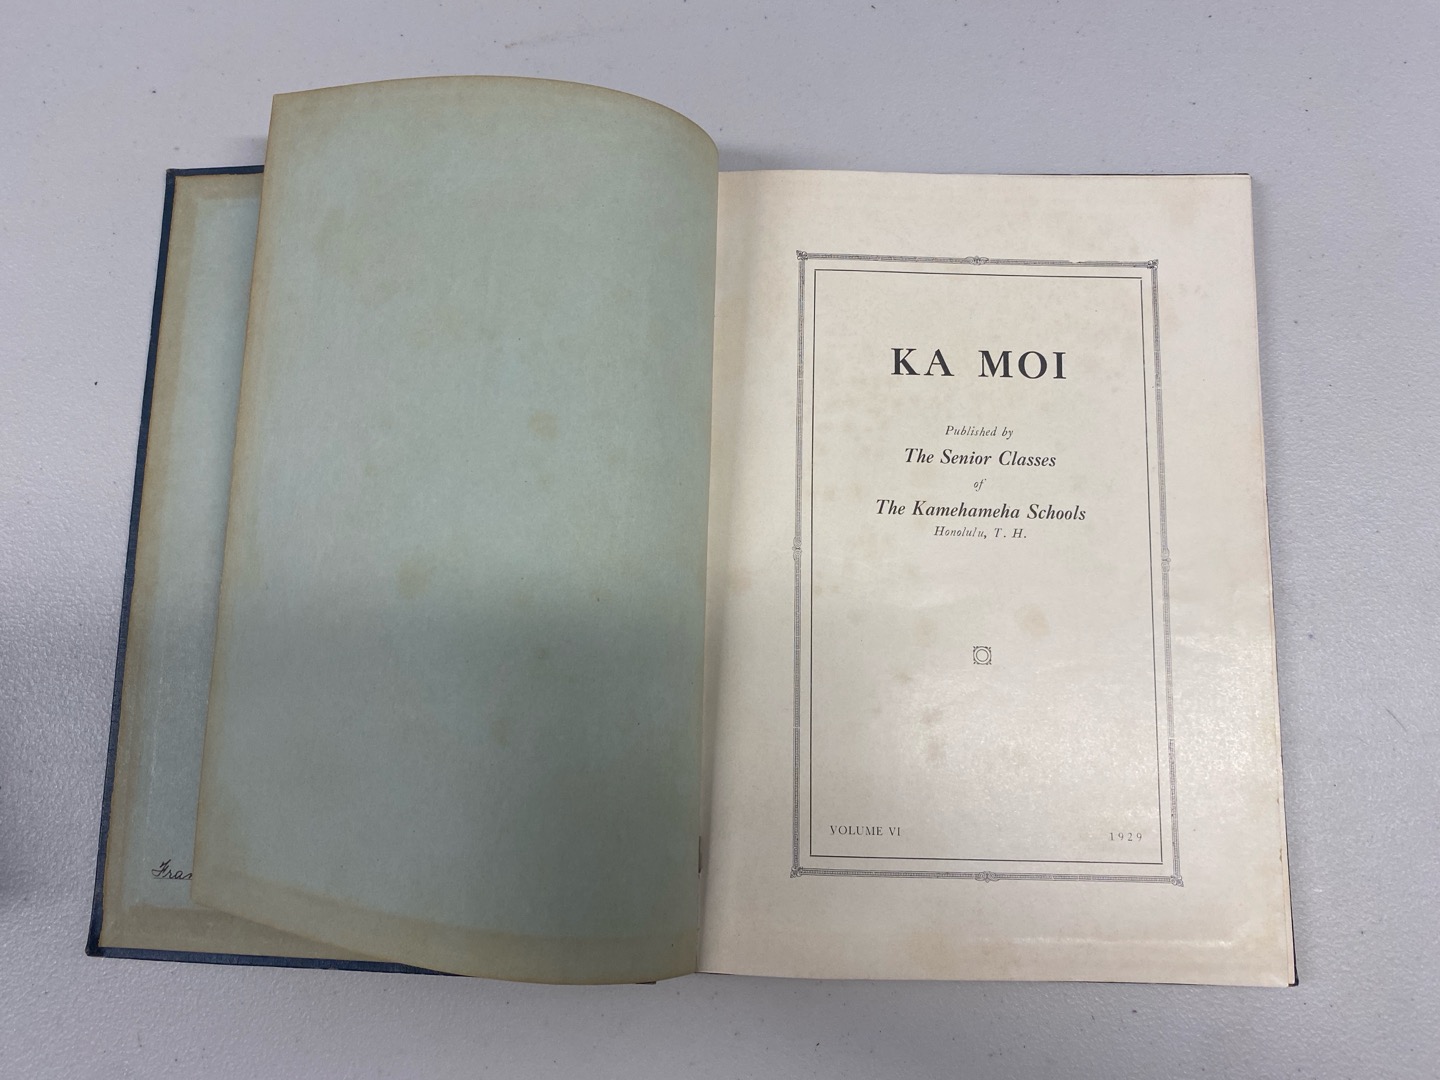 KA MOI
Published by
The Senior Classes
of
The Kamehameha Schools
Honolulu, T. H.
VOLUME VI
1929